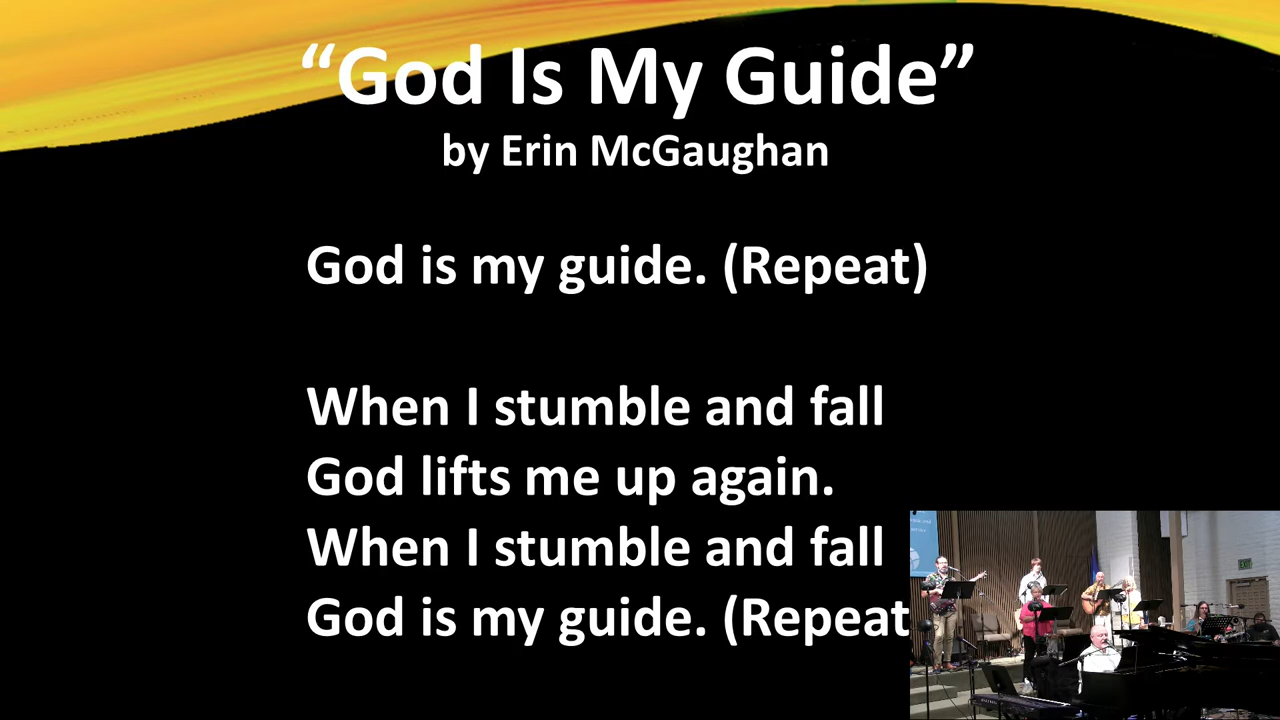 “God Is My Guide”
by Erin McGaughan
God is my guide. (Repeat)
When I stumble and fall
God lifts me up again.
When I stumble and fall
God is my guide. (Repeat
EXIT